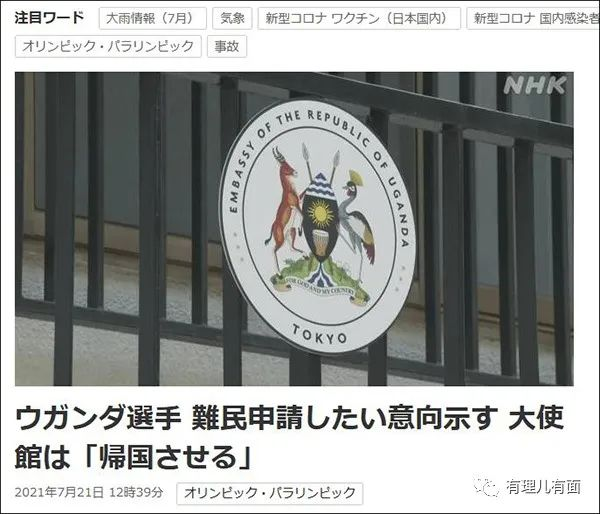 注目ワード
大雨情報（7月）
気象
新型コロナ ワクチン（日本国内）
新型コロナ 国内感染者
オリンピック・パラリンピック
事故
NHK
EMBASSY OF THE REPUBLIC OF UGANDA
FOR GOD AND MY COUNTRY
TOKYO
ウガンダ選手 難民申請したい意向示す 大使
館は「帰国させる」
2021年7月21日 12時39分
オリンピック・パラリンピック
有理儿有面